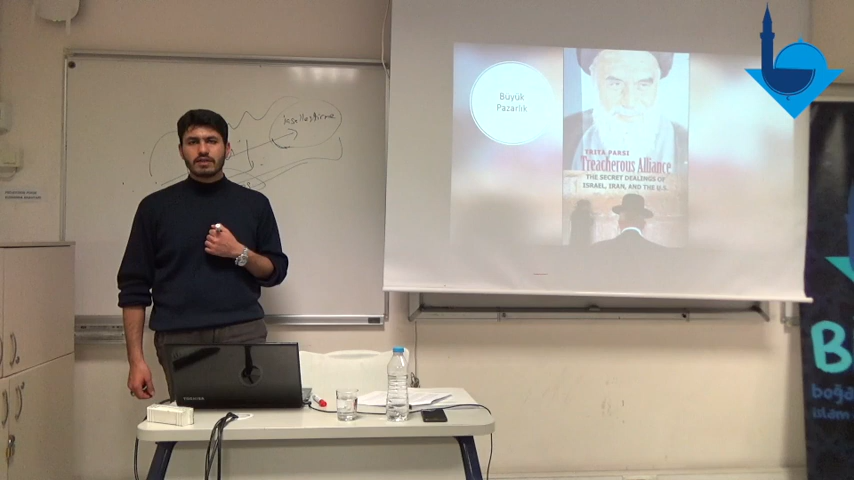 Büyük
Pazarlık
TRITA PARSI
Treacherous Alliance
THE SECRET DEALINGS OF
ISRAEL, IRAN, AND THE U.S.
B
boğa
islam